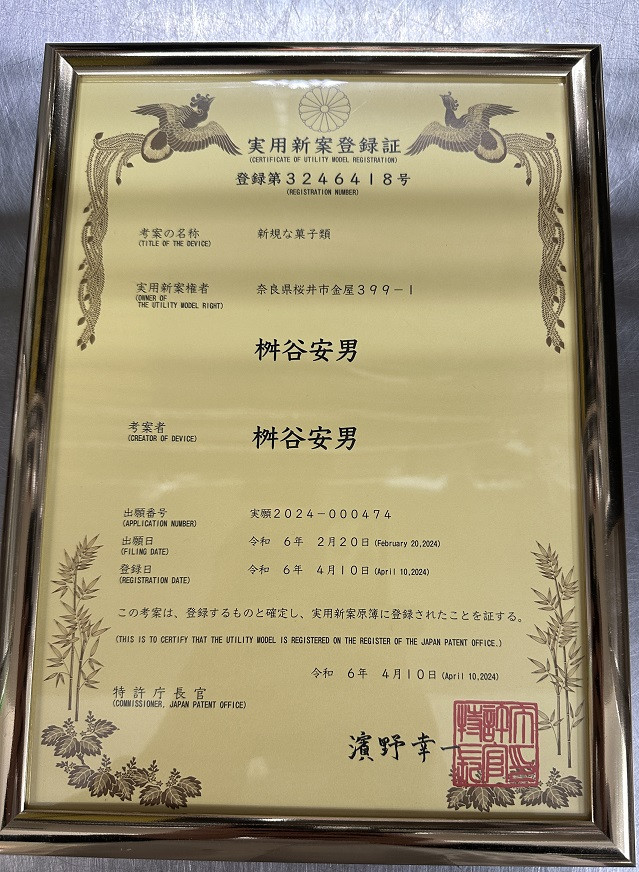 実用新案登録証
(CERTIFICATE OF UTILITY MODEL REGISTRATION)
登録第3246418号
(REGISTRATION NUMBER)
考案の名称 新規な菓子類
(TITLE OF THE DEVICE)
実用新案権者 奈良県桜井市金屋399-1
(OWNER OF
THE UTILITY MODEL RIGHT)
桝谷安男
考案者 桝谷安男
(CREATOR OF DEVICE)
出願番号 実願2024-000474
(APPLICATION NUMBER)
出願日 令和 6年 2月20日(February 20,2024)
(FILING DATE)
登録日 令和 6年 4月10日(April 10,2024)
(REGISTRATION DATE)
この考案は、登録するものと確定し、実用新案原簿に登録されたことを証する。
(THIS IS TO CERTIFY THAT THE UTILITY MODEL IS REGISTERED ON THE REGISTER OF THE JAPAN PATENT OFFICE.)
令和 6年 4月10日(April 10,2024)
特許庁長官
(COMMISSIONER, JAPAN PATENT OFFICE)
濱野幸一